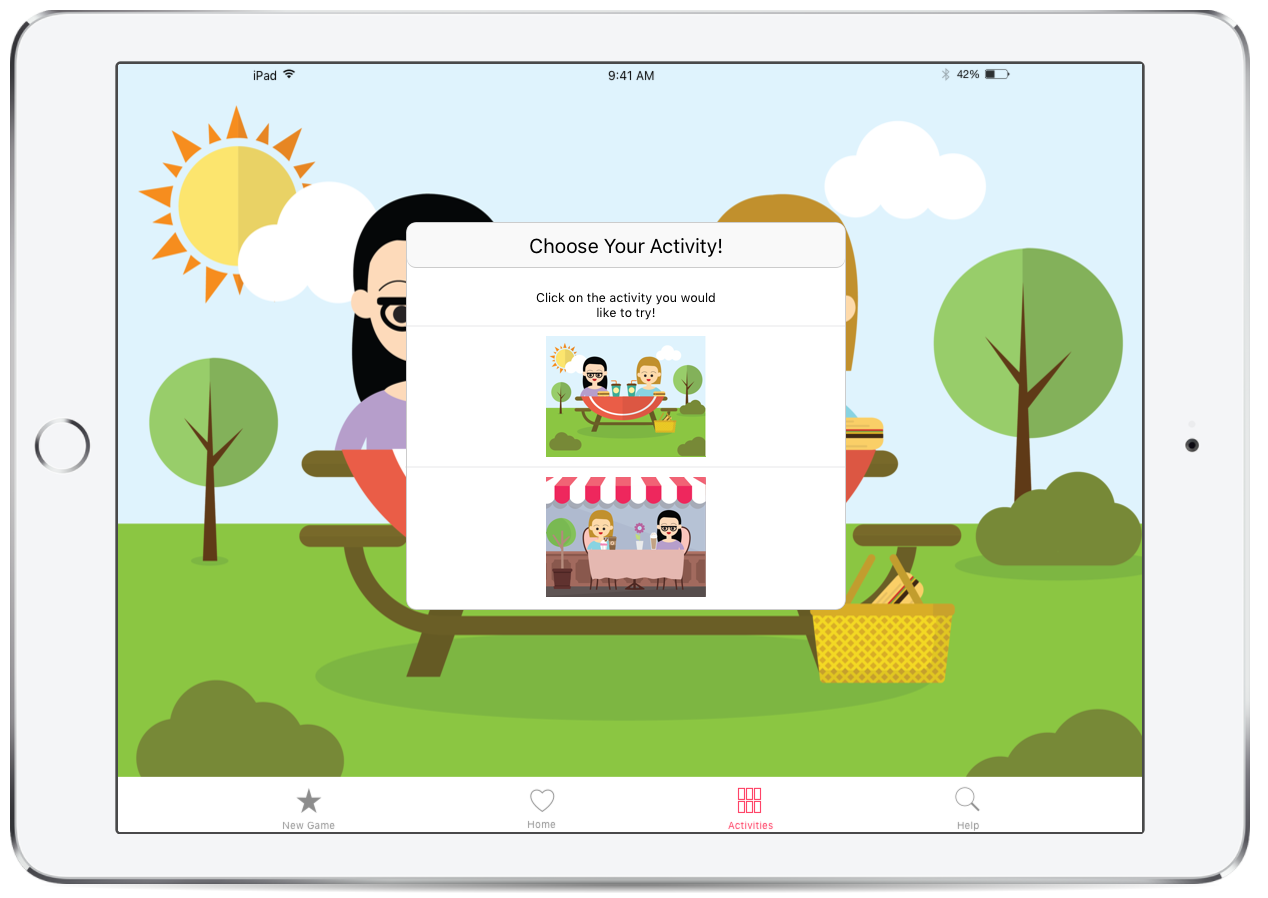 iPad 9:41 AM 42%
Choose Your Activity!
Click on the activity you would
like to try!
New Game Home Activities Help